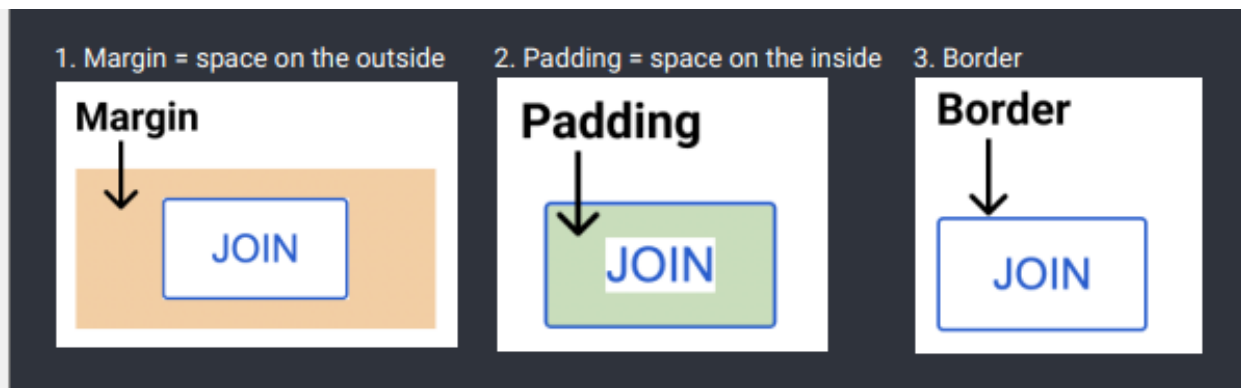 1. Margin = space on the outside
Margin
JOIN
2. Padding = space on the inside
Padding
JOIN
3. Border
Border
JOIN